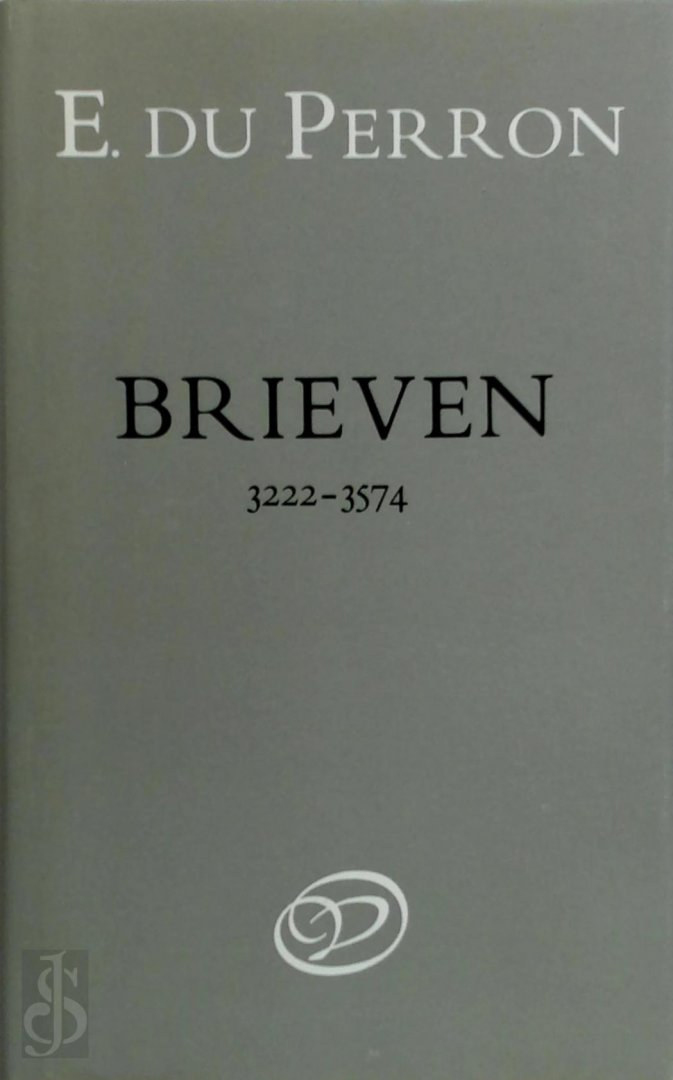 E. DU PERRON
BRIEVEN
3222-3574